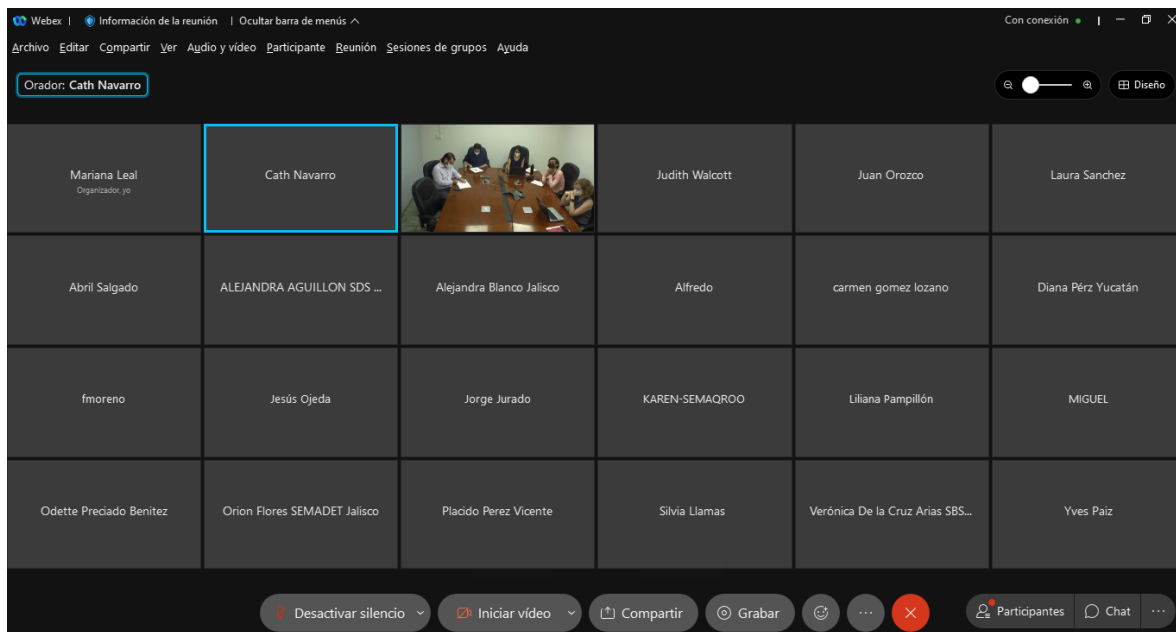 Webex | Información de la reunión | Ocultar barra de menús Con conexión
Archivo Editar Compartir Ver Audio y vídeo Participante Reunión Sesiones de grupos Ayuda
Orador: Cath Navarro Diseño
Mariana Leal Cath Navarro Judith Walcott Juan Orozco Laura Sanchez
Organizador, yo
Abril Salgado ALEJANDRA AGUILLON SDS ... Alejandra Blanco Jalisco Alfredo carmen gomez lozano Diana Pérz Yucatán
fmoreno Jesús Ojeda Jorge Jurado KAREN-SEMAQROO Liliana Pampillón MIGUEL
Odette Preciado Benitez Orion Flores SEMADET Jalisco Placido Perez Vicente Silvia Llamas Verónica De la Cruz Arias SBS... Yves Paiz
Desactivar silencio Iniciar vídeo Compartir Grabar Participantes Chat